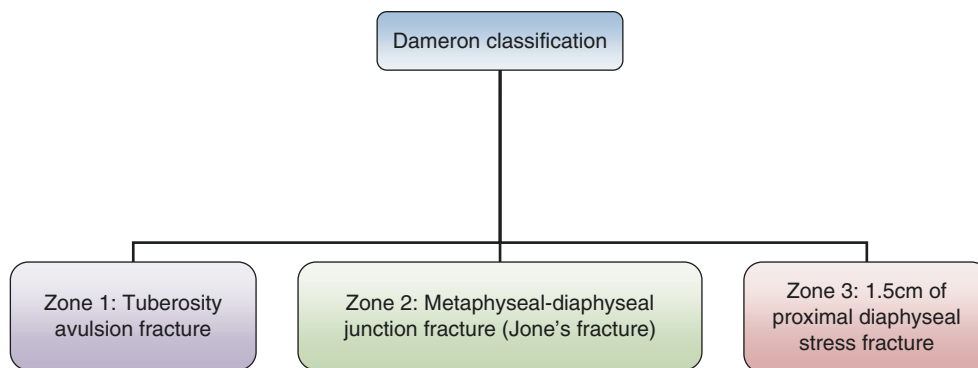 Dameron classification
Zone 1: Tuberosity
avulsion fracture
Zone 2: Metaphyseal-diaphyseal
junction fracture (Jone’s fracture)
Zone 3: 1.5cm of
proximal diaphyseal
stress fracture